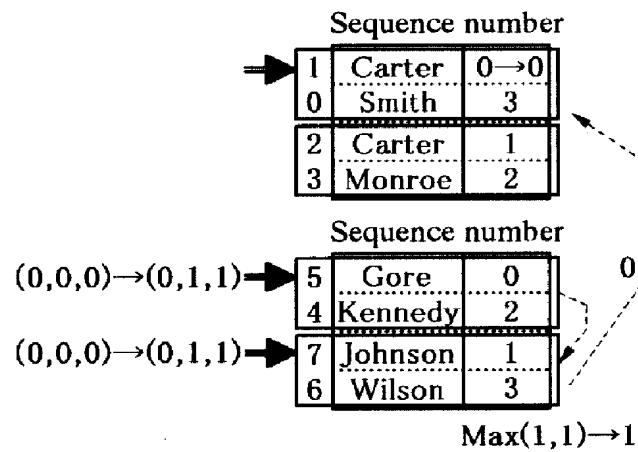 Sequence number
1 Carter 0→0
0 Smith 3
2 Carter 1
3 Monroe 2
Sequence number
(0,0,0)→(0,1,1) 5 Gore 0
0
4 Kennedy 2
(0,0,0)→(0,1,1) 7 Johnson 1
6 Wilson 3
Max(1,1)→1